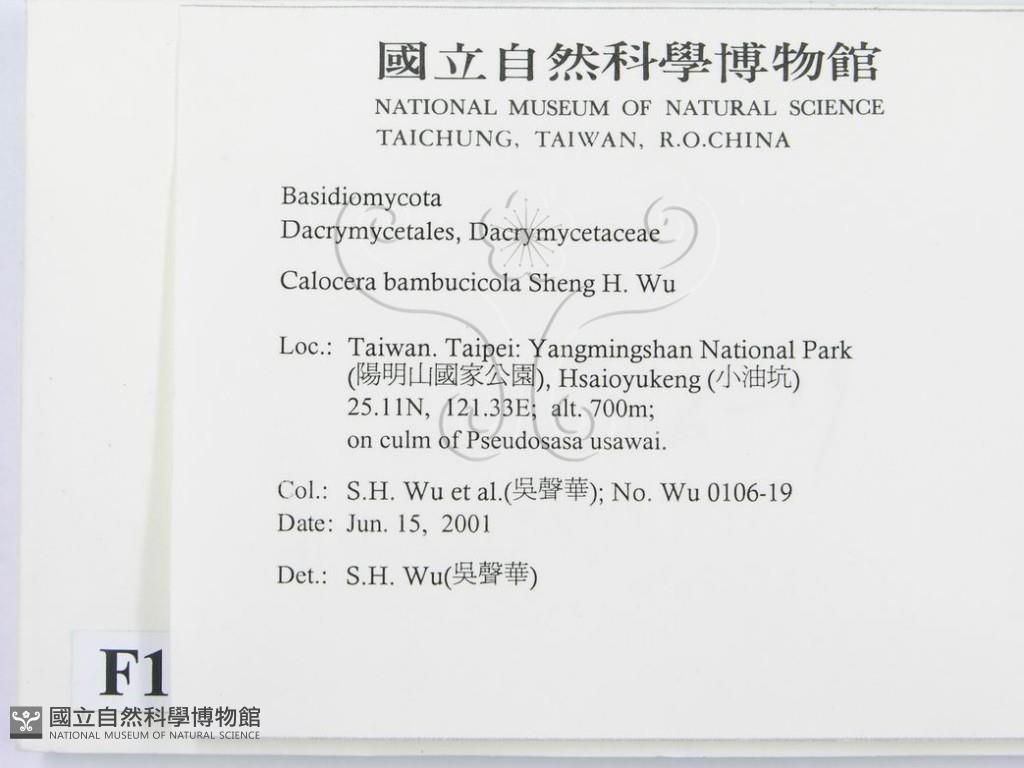 國立自然科學博物館
NATIONAL MUSEUM OF NATURAL SCIENCE
TAICHUNG, TAIWAN, R.O.CHINA
Basidiomycota
Dacrymycetales, Dacrymycetaceae
Calocera bambucicola Sheng H. Wu
Loc.: Taiwan. Taipei: Yangmingshan National Park
(陽明山國家公園), Hsaioyukeng (小油坑)
25.11N, 121.33E; alt. 700m;
on culm of Pseudosasa usawai.
Col.: S.H. Wu et al.(吳聲華); No. Wu 0106-19
Date: Jun. 15, 2001
Det.: S.H. Wu(吳聲華)
F1
國立自然科學博物館
NATIONAL MUSEUM OF NATURAL SCIENCE